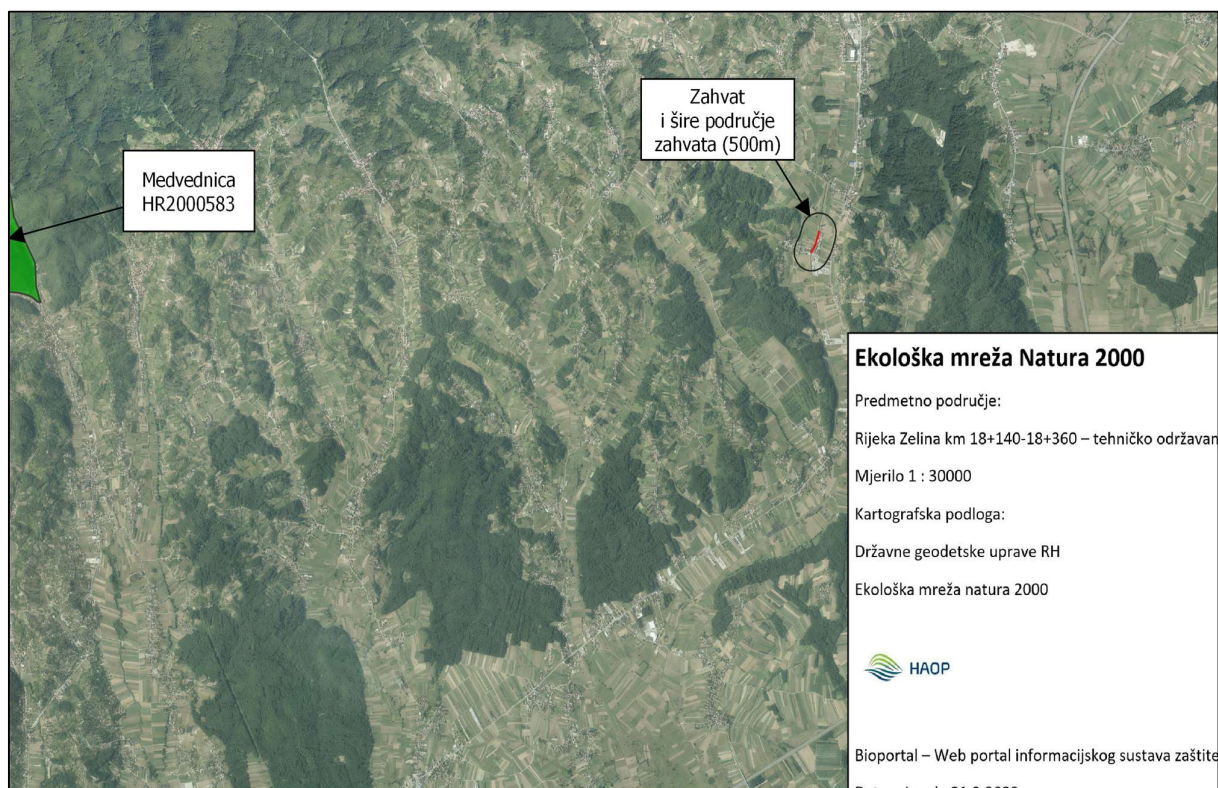 Zahvat
i šire područje
zahvata (500m)
Medvednica
HR2000583
Ekološka mreža Natura 2000
Predmetno područje:
Rijeka Zelina km 18+140-18+360 – tehničko održavan
Mjerilo 1 : 30000
Kartografska podloga:
Državne geodetske uprave RH
Ekološka mreža natura 2000
HAOP
Bioportal – Web portal informacijskog sustava zaštite